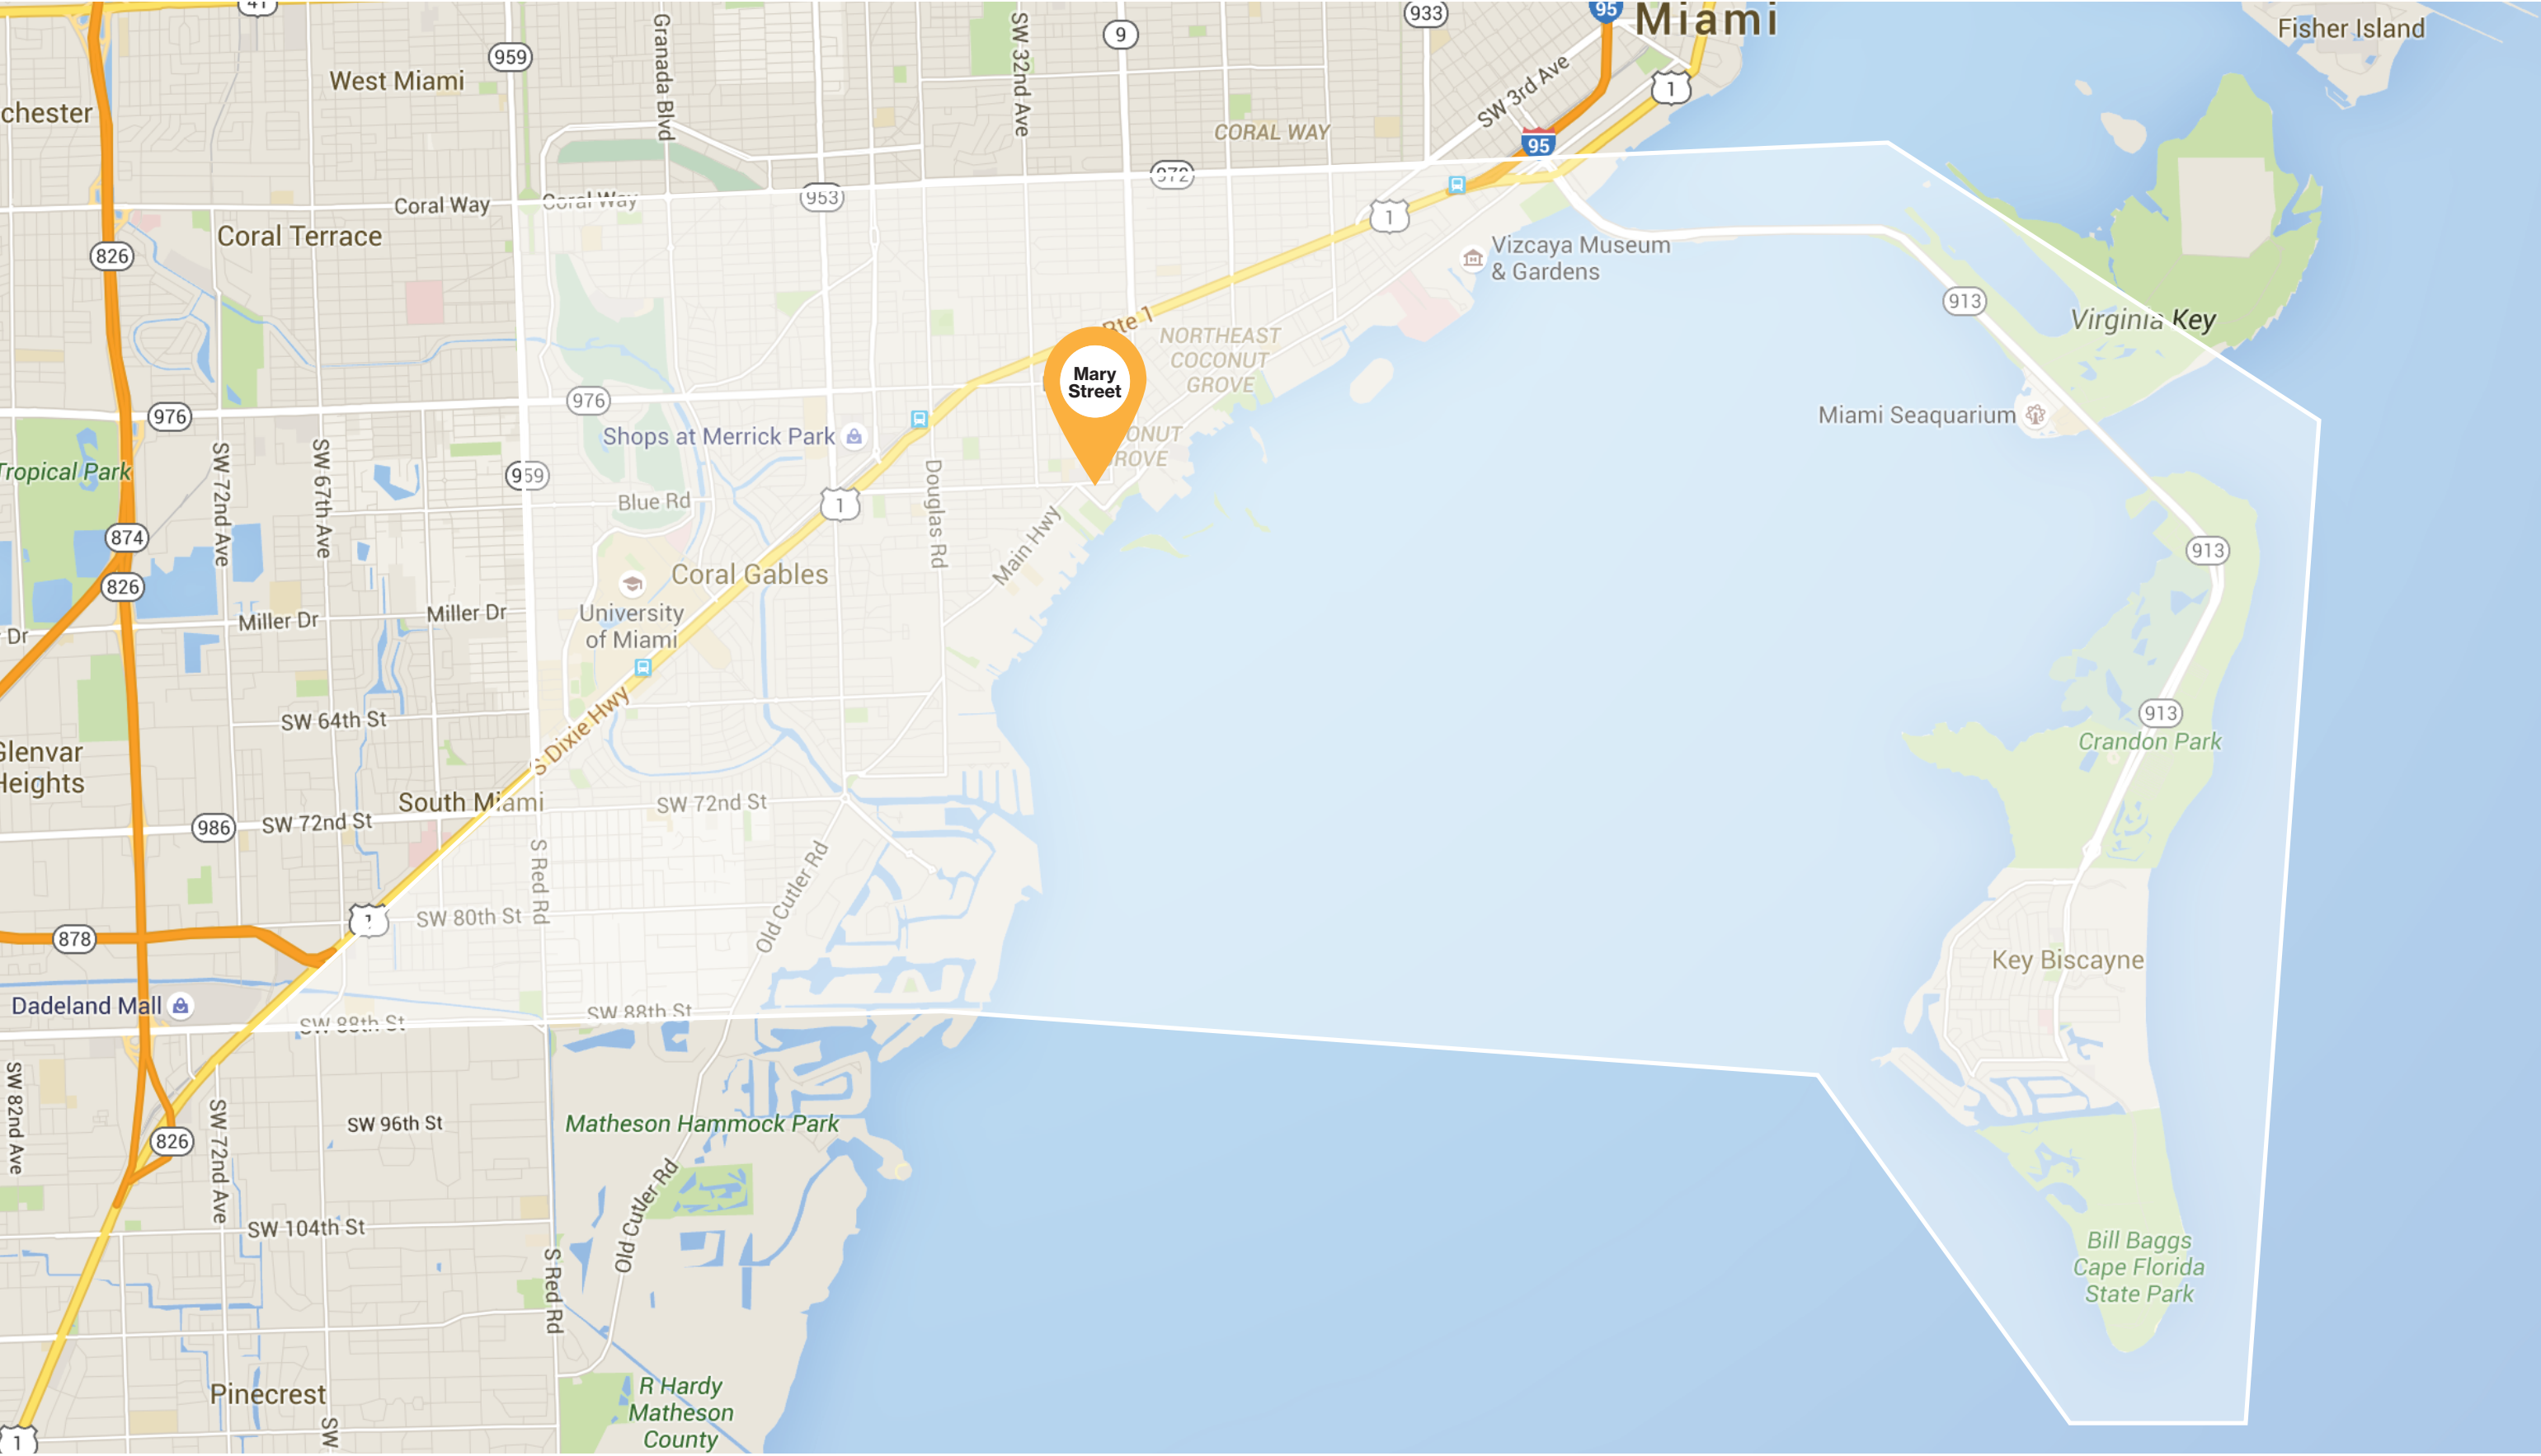 41
Miami
95
933
Fisher Island
959
Granada Blvd
SW 32nd Ave
9
West Miami
SW 3rd Ave
1
chester
CORAL WAY
95
972
Coral Way
Coral Way
953
1
Coral Terrace
826
Vizcaya Museum
& Gardens
913
Virginia Key
Rte 1
NORTHEAST
COCONUT
GROVE
Mary
Street
976
976
Miami Seaquarium
Shops at Merrick Park
ONUT
ROVE
Tropical Park
SW 72nd Ave
SW 67th Ave
959
Blue Rd
1
Douglas Rd
Main Hwy
874
913
826
Coral Gables
University
of Miami
Miller Dr
Miller Dr
Dr
SW 64th St
S Dixie Hwy
913
Crandon Park
Glenvar
Heights
South Miami
SW 72nd St
986
SW 72nd St
S Red Rd
Old Cutler Rd
1
SW 80th St
878
Key Biscayne
Dadeland Mall
SW 88th St
SW 88th St
SW 82nd Ave
SW 72nd Ave
SW 96th St
Matheson Hammock Park
826
Old Cutler Rd
SW 104th St
S Red Rd
Bill Baggs
Cape Florida
State Park
Pinecrest
R Hardy
Matheson
County
SW
1